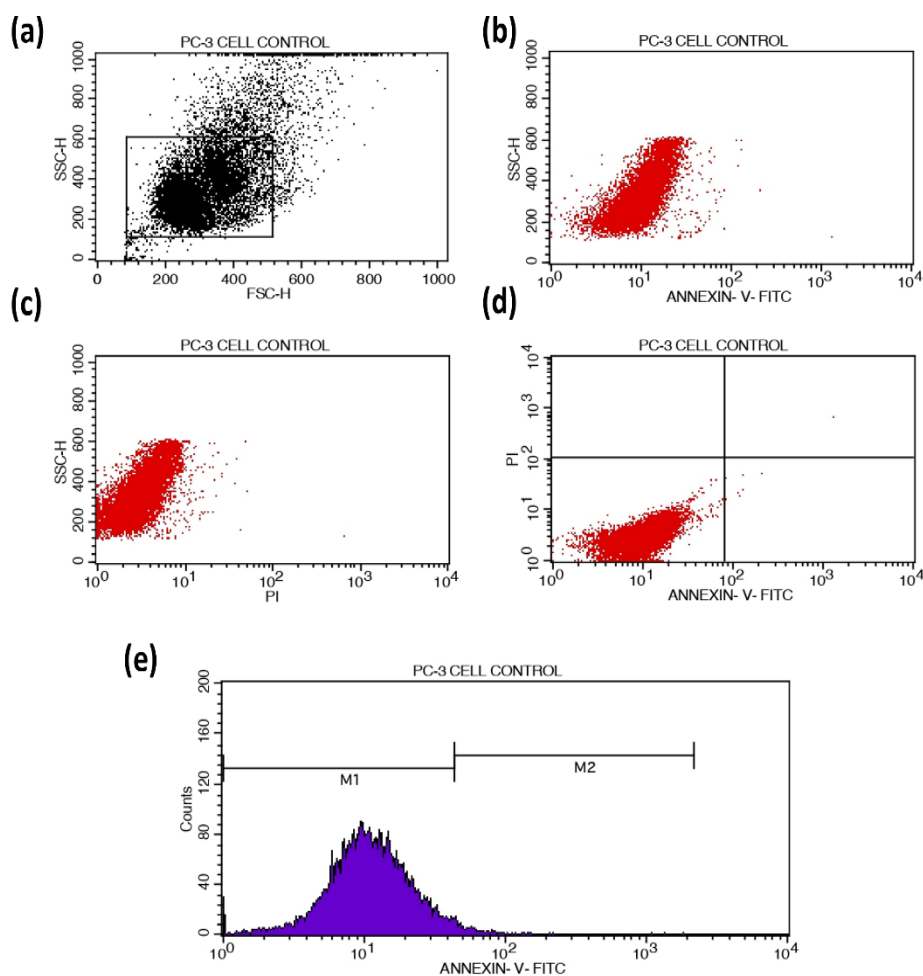 (a)
PC-3 CELL CONTROL
SSC-H
1000
800
600
400
200
0
0 200 400 600 800 1000
FSC-H
(b)
PC-3 CELL CONTROL
SSC-H
1000
800
600
400
200
0
10⁰ 10¹ 10² 10³ 10⁴
ANNEXIN- V- FITC
(c)
PC-3 CELL CONTROL
SSC-H
1000
800
600
400
200
0
10⁰ 10¹ 10² 10³ 10⁴
PI
(d)
PC-3 CELL CONTROL
PI
10⁴
10³
10²
10¹
10⁰
10⁰ 10¹ 10² 10³ 10⁴
ANNEXIN- V- FITC
(e)
PC-3 CELL CONTROL
Counts
200
160
120
80
40
0
M1
M2
10⁰ 10¹ 10² 10³ 10⁴
ANNEXIN- V- FITC